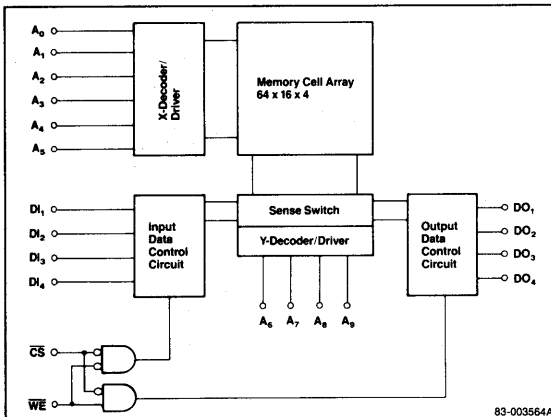 A0
A1
A2
A3
A4
A5
X-Decoder/
Driver
Memory Cell Array
64 x 16 x 4
DI1
DI2
DI3
DI4
Input
Data
Control
Circuit
Sense Switch
Y-Decoder/Driver
Output
Data
Control
Circuit
DO1
DO2
DO3
DO4
A6
A7
A8
A9
C̅S̅
W̅E̅
83-003564A